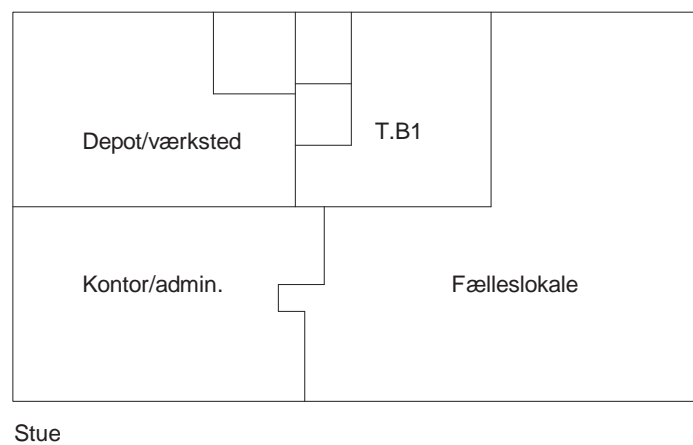 Depot/værksted
T.B1
Kontor/admin.
Fælleslokale
Stue